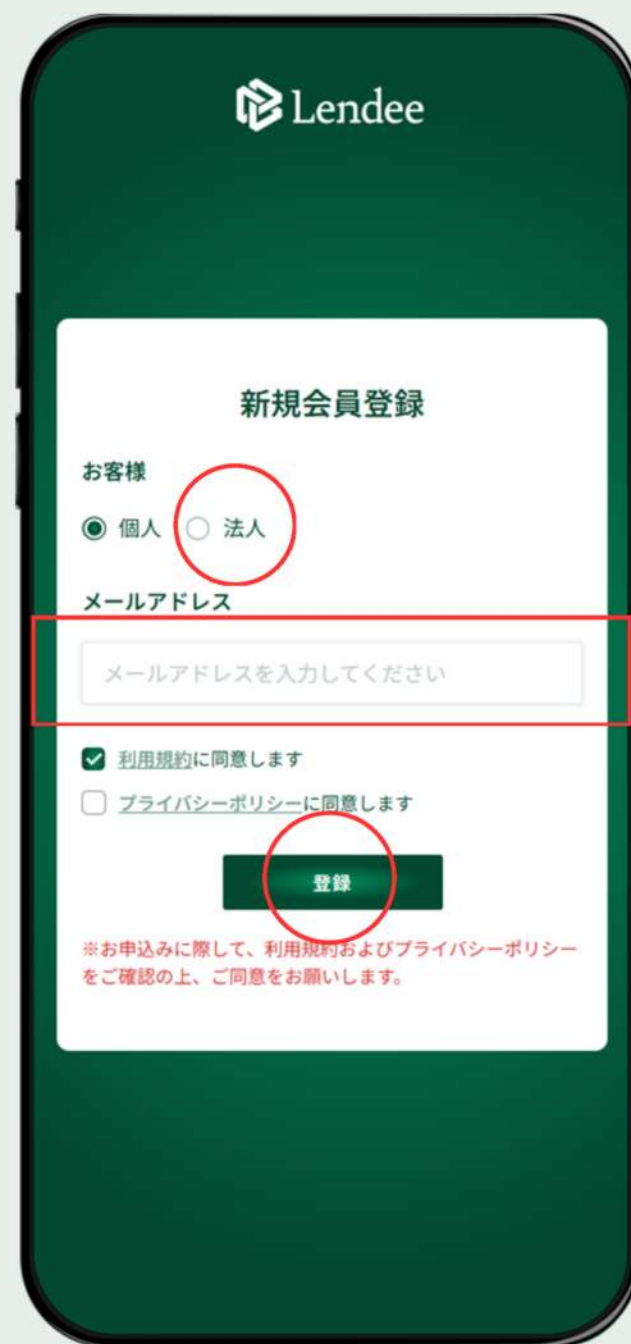 Lendee
新規会員登録
お客様
個人 法人
メールアドレス
メールアドレスを入力してください
利用規約に同意します
プライバシーポリシーに同意します
登録
※お申込みに際して、利用規約およびプライバシーポリシー
をご確認の上、ご同意をお願いします。